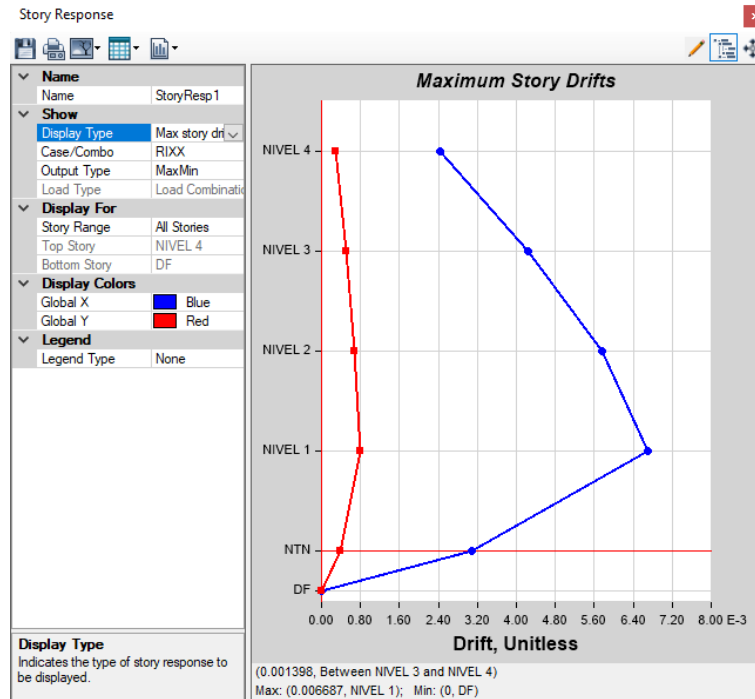 Story Response
Name
Name StoryResp1
Show
Display Type Max story dri
Case/Combo RIXX
Output Type MaxMin
Load Type Load Combinatio
Display For
Story Range All Stories
Top Story NIVEL 4
Bottom Story DF
Display Colors
Global X Blue
Global Y Red
Legend
Legend Type None
Display Type
Indicates the type of story response to
be displayed.
Maximum Story Drifts
NIVEL 4
NIVEL 3
NIVEL 2
NIVEL 1
NTN
DF
0.00 0.80 1.60 2.40 3.20 4.00 4.80 5.60 6.40 7.20 8.00 E-3
Drift, Unitless
(0.001398, Between NIVEL 3 and NIVEL 4)
Max: (0.006687, NIVEL 1); Min: (0, DF)